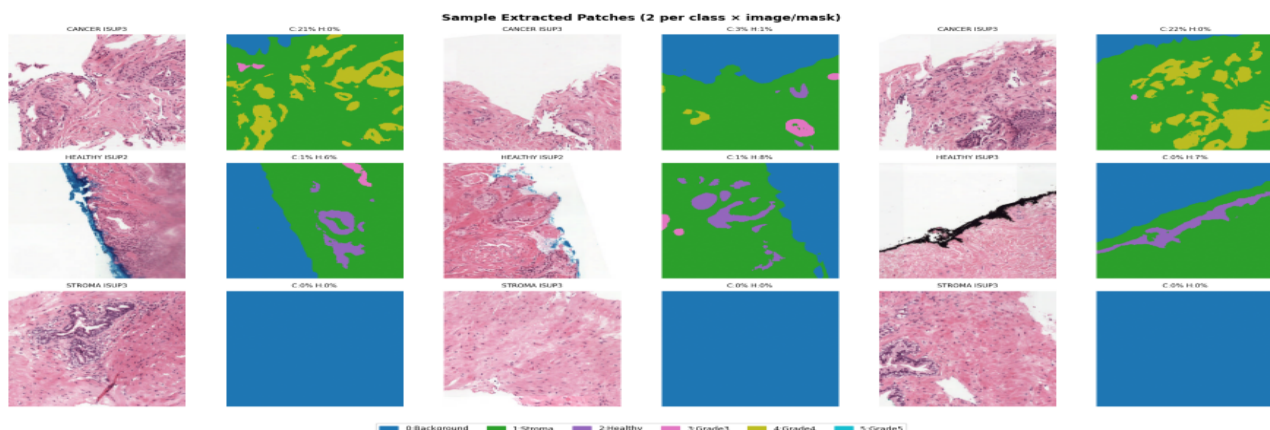 Sample Extracted Patches (2 per class × image/mask)
CANCER ISUP3 C:21% H:0% CANCER ISUP3 C:3% H:1% CANCER ISUP3 C:22% H:0%
HEALTHY ISUP2 C:1% H:6% HEALTHY ISUP2 C:1% H:8% HEALTHY ISUP3 C:0% H:7%
STROMA ISUP3 C:0% H:0% STROMA ISUP3 C:0% H:0% STROMA ISUP3 C:0% H:0%
0:Background 1:Stroma 2:Healthy 3:Grade3 4:Grade4 5:Grade5